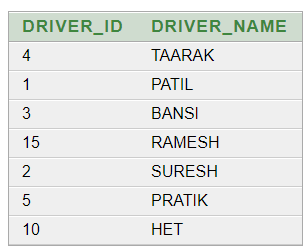 DRIVER_ID DRIVER_NAME
4 TAARAK
1 PATIL
3 BANSI
15 RAMESH
2 SURESH
5 PRATIK
10 HET